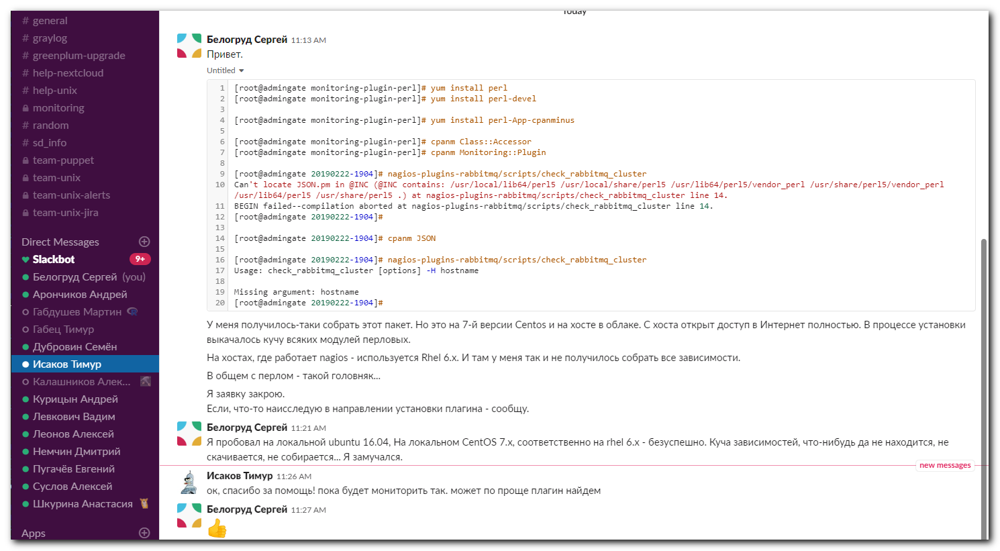 # general
# graylog
# greenplum-upgrade
# help-nextcloud
# help-unix
monitoring
# random
# sd_info
team-puppet
team-unix
team-unix-alerts
team-unix-jira
Direct Messages
Slackbot 9+
Белогруд Сергей (you)
Арончиков Андрей
Габдушев Мартин
Габец Тимур
Дубровин Семён
Исаков Тимур
Калашников Алек...
Курицын Андрей
Левкович Вадим
Леонов Алексей
Немчин Дмитрий
Пугачёв Евгений
Суслов Алексей
Шкурина Анастасия
Apps
Today
Белогруд Сергей 11:13 AM
Привет.
Untitled
1 [root@admingate monitoring-plugin-perl]# yum install perl
2 [root@admingate monitoring-plugin-perl]# yum install perl-devel
3
4 [root@admingate monitoring-plugin-perl]# yum install perl-App-cpanminus
5
6 [root@admingate monitoring-plugin-perl]# cpanm Class::Accessor
7 [root@admingate monitoring-plugin-perl]# cpanm Monitoring::Plugin
8
9 [root@admingate 20190222-1904]# nagios-plugins-rabbitmq/scripts/check_rabbitmq_cluster
10 Can't locate JSON.pm in @INC (@INC contains: /usr/local/lib64/perl5 /usr/local/share/perl5 /usr/lib64/perl5/vendor_perl /usr/share/perl5/vendor_perl
/usr/lib64/perl5 /usr/share/perl5 .) at nagios-plugins-rabbitmq/scripts/check_rabbitmq_cluster line 14.
11 BEGIN failed--compilation aborted at nagios-plugins-rabbitmq/scripts/check_rabbitmq_cluster line 14.
12 [root@admingate 20190222-1904]#
13
14 [root@admingate 20190222-1904]# cpanm JSON
15
16 [root@admingate 20190222-1904]# nagios-plugins-rabbitmq/scripts/check_rabbitmq_cluster
17 Usage: check_rabbitmq_cluster [options] -H hostname
18
19 Missing argument: hostname
20 [root@admingate 20190222-1904]#
У меня получилось-таки собрать этот пакет. Но это на 7-й версии Centos и на хосте в облаке. С хоста открыт доступ в Интернет полностью. В процессе установки
выкачалось кучу всяких модулей перловых.
На хостах, где работает nagios - используется Rhel 6.x. И там у меня так и не получилось собрать все зависимости.
В общем с перлом - такой головняк...
Я заявку закрою.
Если, что-то наисследую в направлении установки плагина - сообщу.
Белогруд Сергей 11:21 AM
Я пробовал на локальной ubuntu 16.04, На локальном CentOS 7.x, соответственно на rhel 6.x - безуспешно. Куча зависимостей, что-нибудь да не находится, не
скачивается, не собирается... Я замучался.
new messages
Исаков Тимур 11:26 AM
ок, спасибо за помощь! пока будет мониторить так. может по проще плагин найдем
Белогруд Сергей 11:27 AM